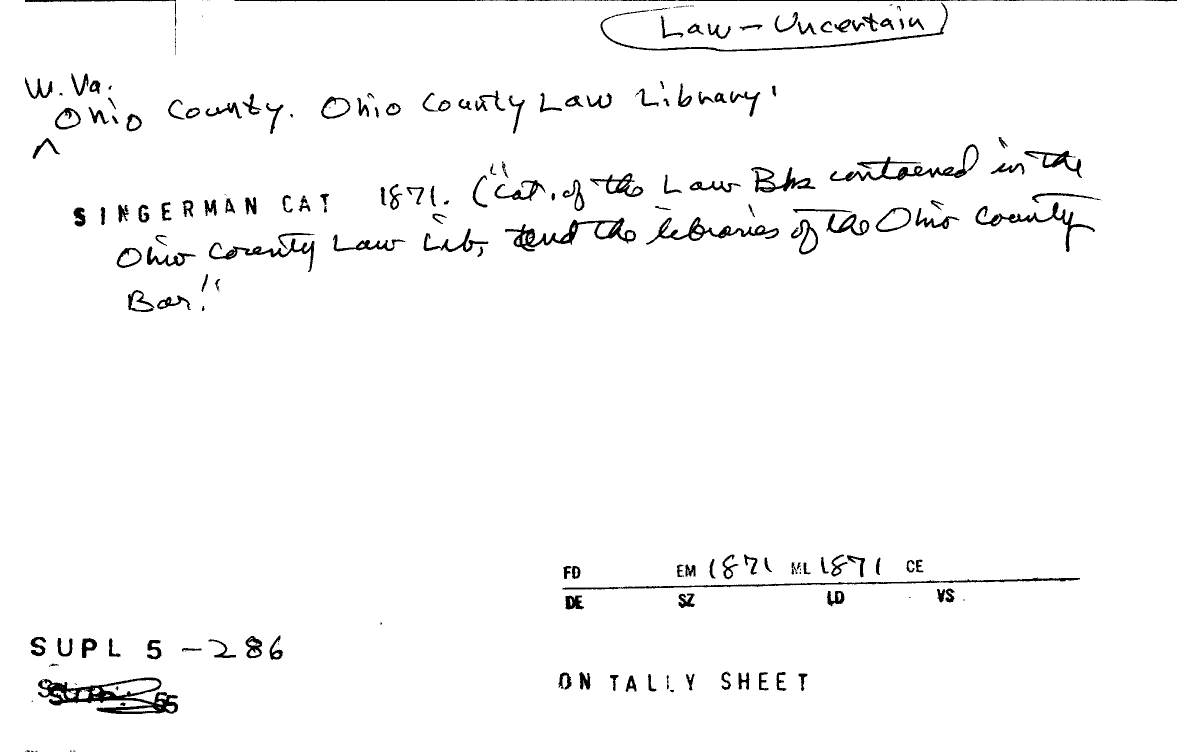 Law - Uncertain
W. Va.
Ohio County. Ohio County Law Library.
SINGERMAN CAT 1871. ("Cat. of the Law Bks contained in the
Ohio County Law Lib, and the libraries of the Ohio County
Bar."
FD EM 1871 ML 1871 CE
DE SZ LD VS
SUPL 5 - 286
55
ON TALLY SHEET